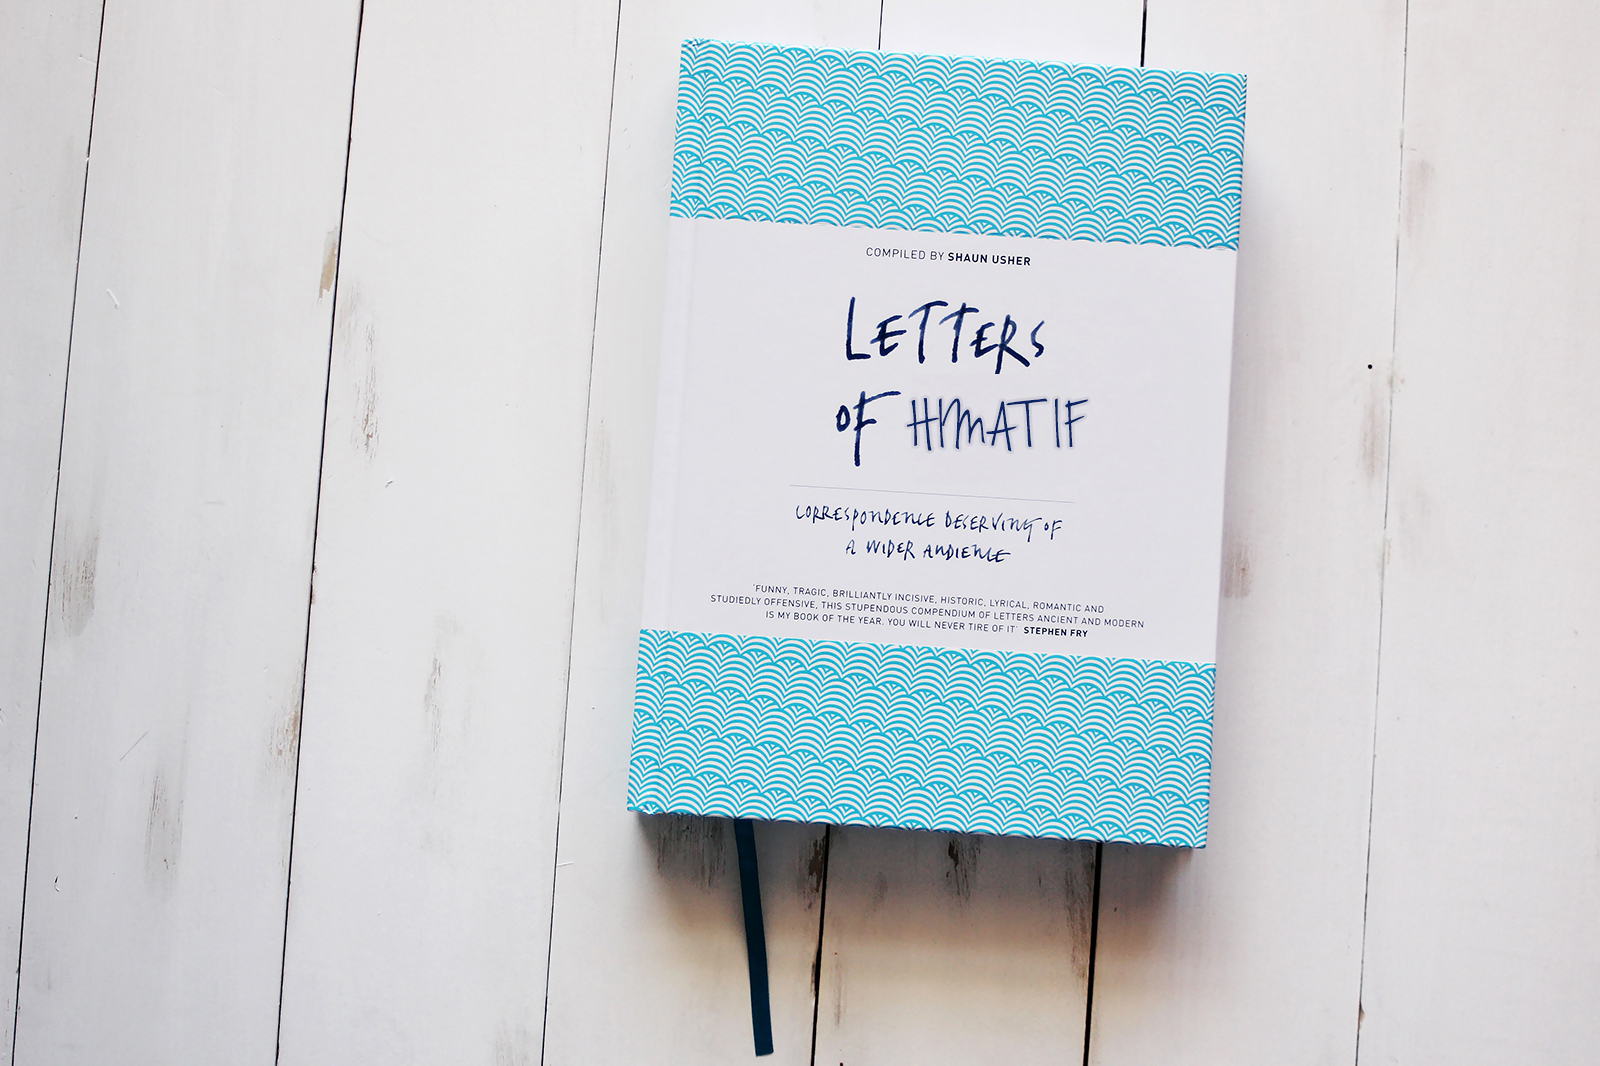 COMPILED BY SHAUN USHER
LETTERS
OF HIMATIF
CORRESPONDENCE DESERVING OF
A WIDER AUDIENCE
'FUNNY, TRAGIC, BRILLIANTLY INCISIVE, HISTORIC, LYRICAL, ROMANTIC AND
STUDIEDLY OFFENSIVE, THIS STUPENDOUS COMPENDIUM OF LETTERS ANCIENT AND MODERN
IS MY BOOK OF THE YEAR. YOU WILL NEVER TIRE OF IT' STEPHEN FRY